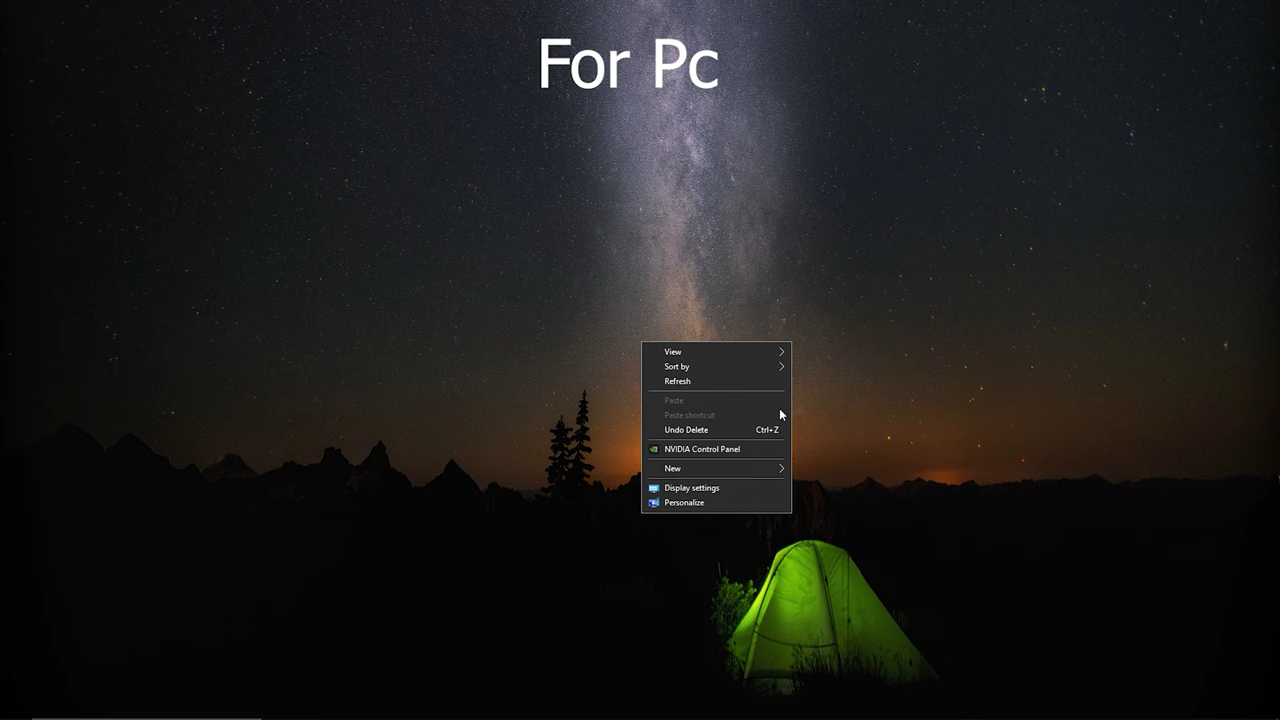 For Pc
View
Sort by
Refresh
Paste
Paste shortcut
Undo Delete Ctrl+Z
NVIDIA Control Panel
New
Display settings
Personalize